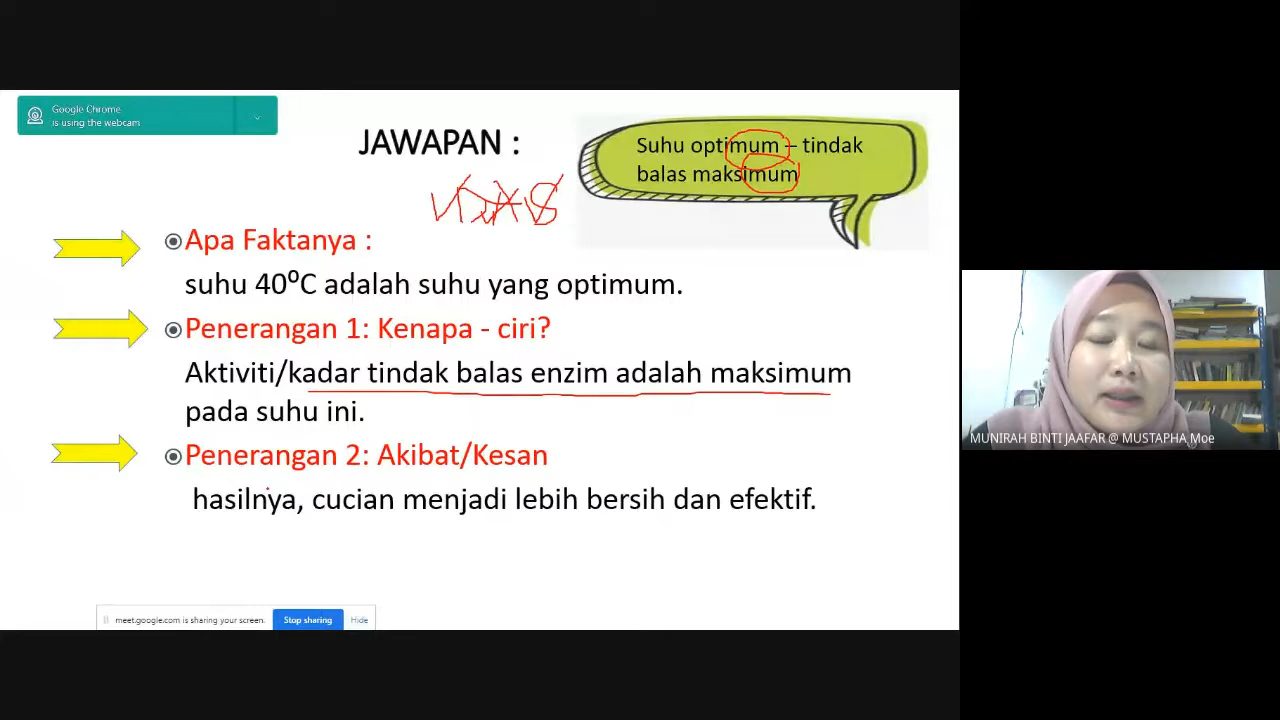 Google Chrome
is using the webcam
JAWAPAN :
Suhu optimum – tindak
balas maksimum
Apa Faktanya :
suhu 40⁰C adalah suhu yang optimum.
Penerangan 1: Kenapa - ciri?
Aktiviti/kadar tindak balas enzim adalah maksimum
pada suhu ini.
Penerangan 2: Akibat/Kesan
hasilnya, cucian menjadi lebih bersih dan efektif.
MUNIRAH BINTI JAAFAR @ MUSTAPHA Moe
meet.google.com is sharing your screen.
Stop sharing
Hide